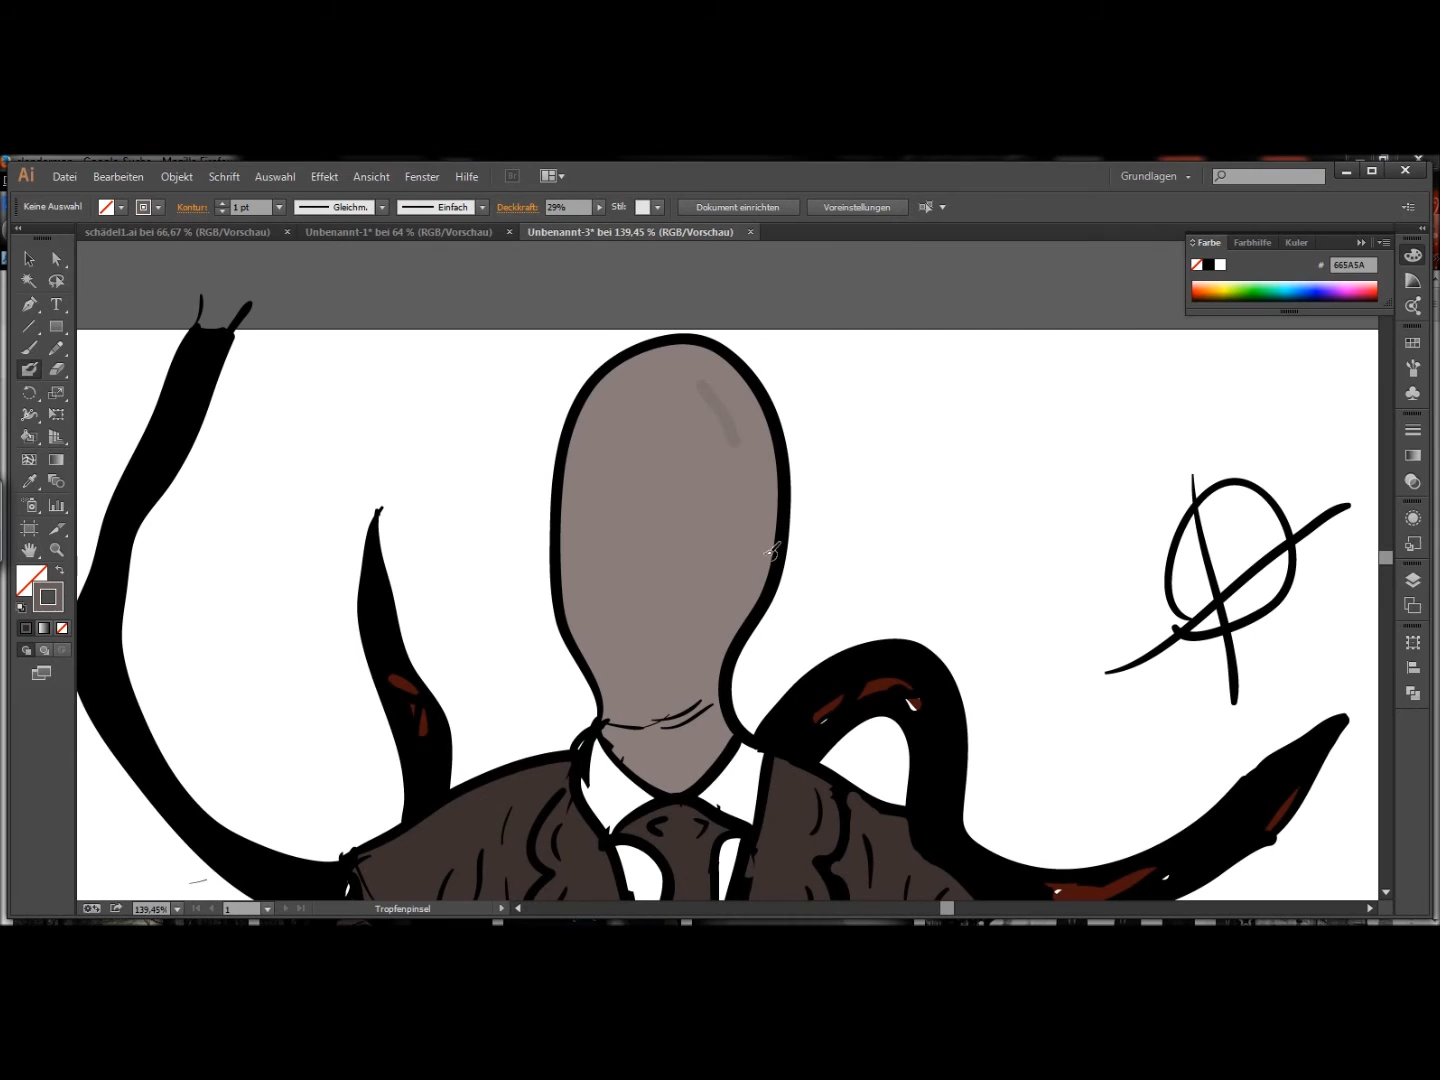 Ai Datei Bearbeiten Objekt Schrift Auswahl Effekt Ansicht Fenster Hilfe Br Grundlagen
Keine Auswahl Kontur: 1 pt Gleichm. Einfach Deckkraft: 29% Stil: Dokument einrichten Voreinstellungen
schädel1.ai bei 66,67 % (RGB/Vorschau) × Unbenannt-1* bei 64 % (RGB/Vorschau) × Unbenannt-3* bei 139,45 % (RGB/Vorschau) ×
Farbe Farbhilfe Kuler
# 665A5A
139,45% 1 Tropfenpinsel